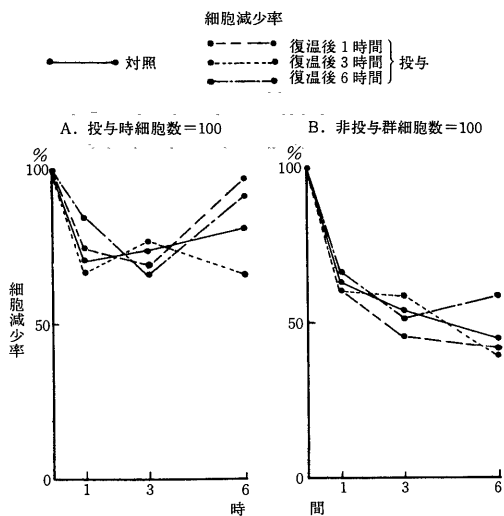 細胞減少率
対照
復温後1時間
復温後3時間
復温後6時間
投与
A. 投与時細胞数=100
B. 非投与群細胞数=100
%
100
50
0
細胞減少率
1
3
6
時
%
100
50
0
1
3
6
間